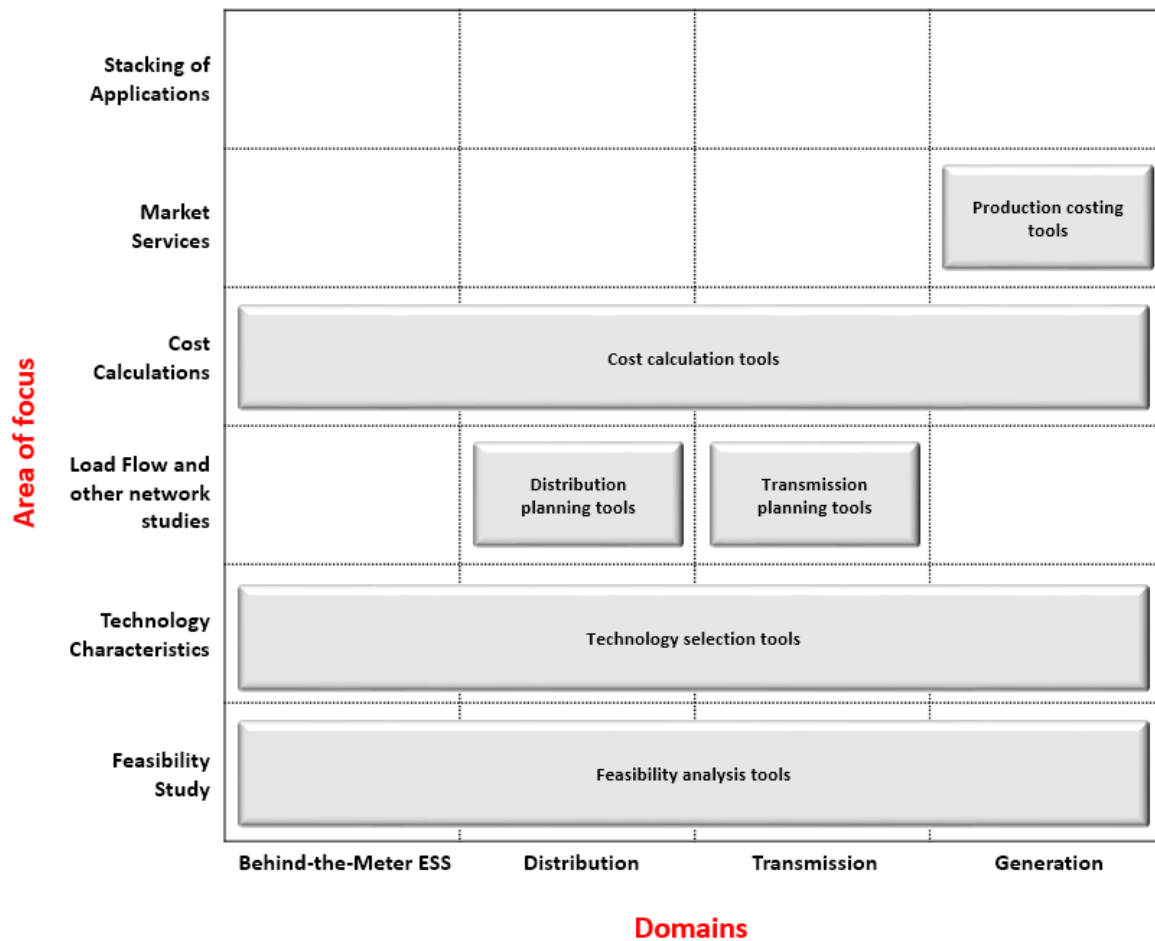 Stacking of
Applications
Market
Services
Production costing
tools
Cost
Calculations
Cost calculation tools
Area of focus
Load Flow and
other network
studies
Distribution
planning tools
Transmission
planning tools
Technology
Characteristics
Technology selection tools
Feasibility
Study
Feasibility analysis tools
Behind-the-Meter ESS
Distribution
Transmission
Generation
Domains